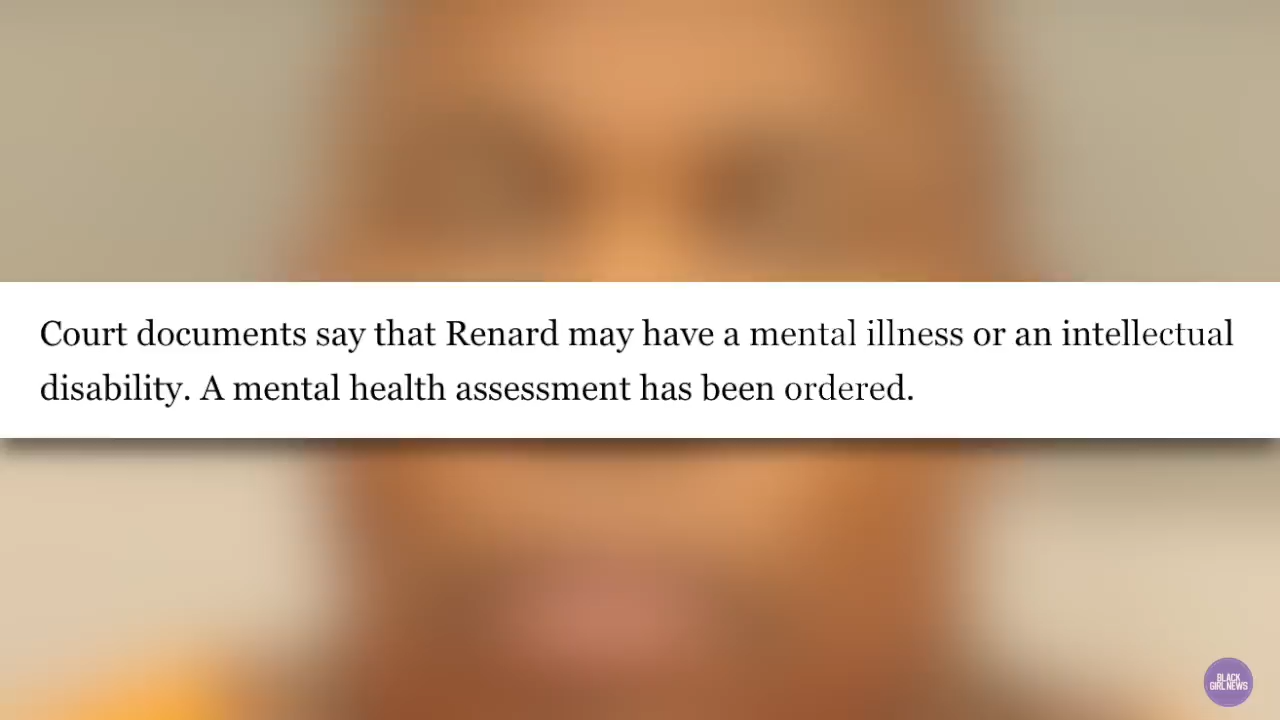 Court documents say that Renard may have a mental illness or an intellectual
disability. A mental health assessment has been ordered.
BLACK
GIRL NEWS